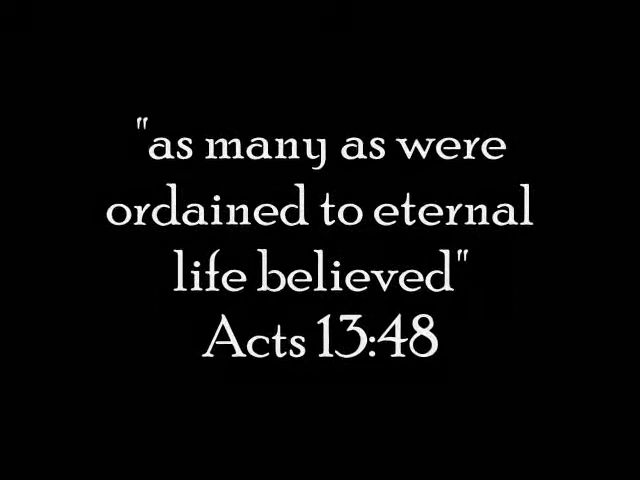 "as many as were
ordained to eternal
life believed"
Acts 13:48